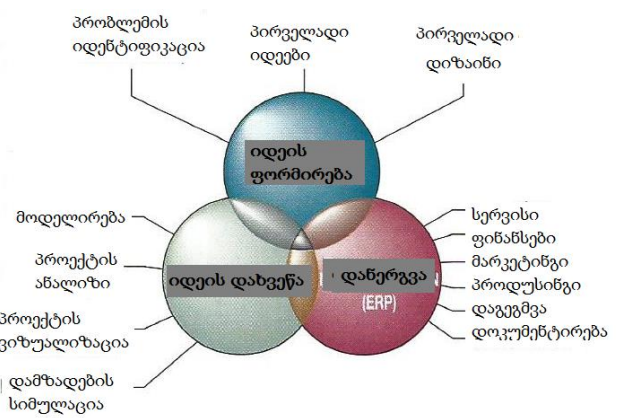 პრობლემის
იდენტიფიკაცია
პირველადი
იდეები
პირველადი
დიზაინი
იდეის
ფორმირება
მოდელირება
პროექტის
ანალიზი
პროექტის
ვიზუალიზაცია
დამზადების
სიმულაცია
იდეის დახვეწა
დანერგვა
(ERP)
სერვისი
ფინანსები
მარკეტინგი
პროდუსინგი
დაგეგმვა
დოკუმენტირება